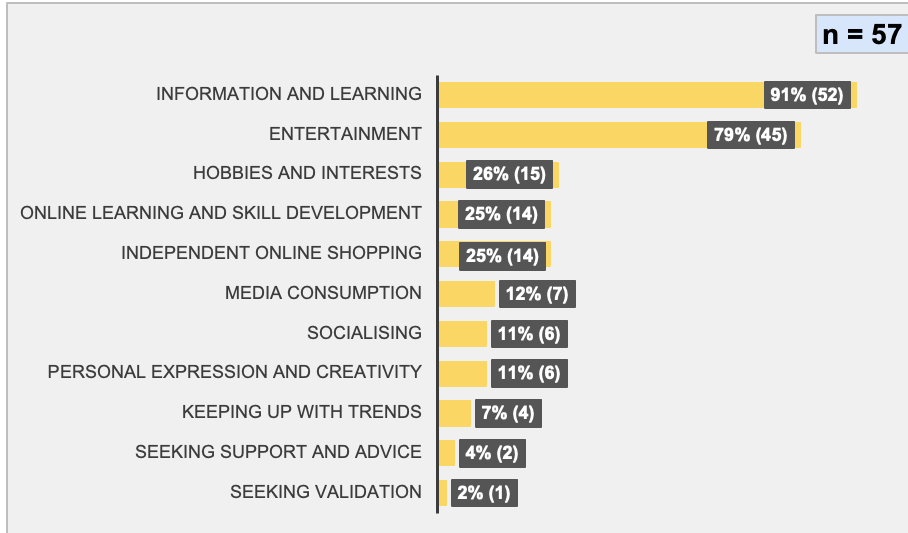 n = 57
INFORMATION AND LEARNING 91% (52)
ENTERTAINMENT 79% (45)
HOBBIES AND INTERESTS 26% (15)
ONLINE LEARNING AND SKILL DEVELOPMENT 25% (14)
INDEPENDENT ONLINE SHOPPING 25% (14)
MEDIA CONSUMPTION 12% (7)
SOCIALISING 11% (6)
PERSONAL EXPRESSION AND CREATIVITY 11% (6)
KEEPING UP WITH TRENDS 7% (4)
SEEKING SUPPORT AND ADVICE 4% (2)
SEEKING VALIDATION 2% (1)